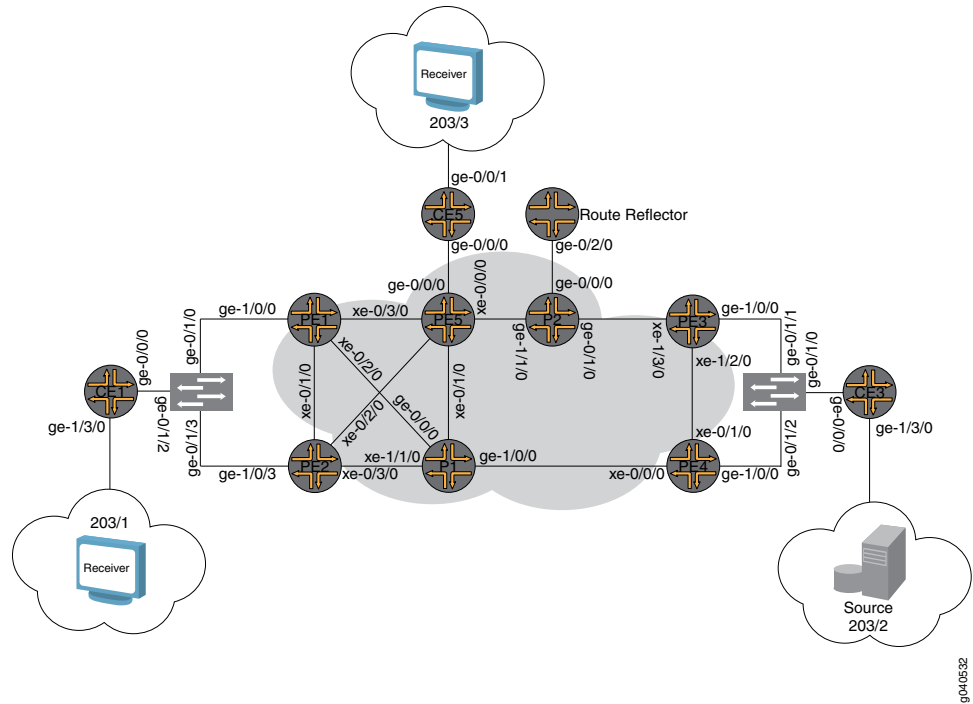 Receiver
203/3
ge-0/0/1
CE5
Route Reflector
ge-0/0/0
ge-0/2/0
ge-0/0/0
xe-0/0/0
ge-0/0/0
ge-1/0/0
PE1
xe-0/3/0
PE5
P2
PE3
ge-1/0/0
ge-0/1/0
ge-1/1/0
ge-0/1/0
xe-1/3/0
xe-1/2/0
ge-0/1/1
ge-0/1/0
ge-0/0/0
xe-0/2/0
CE1
CE3
xe-0/1/0
xe-0/2/0
ge-0/0/0
xe-0/1/0
ge-1/3/0
ge-0/1/2
ge-0/1/3
xe-0/1/0
ge-0/1/2
ge-0/0/0
ge-1/3/0
ge-1/0/3
PE2
xe-1/1/0
xe-0/3/0
P1
ge-1/0/0
xe-0/0/0
PE4
ge-1/0/0
203/1
Receiver
Source
203/2
g040532